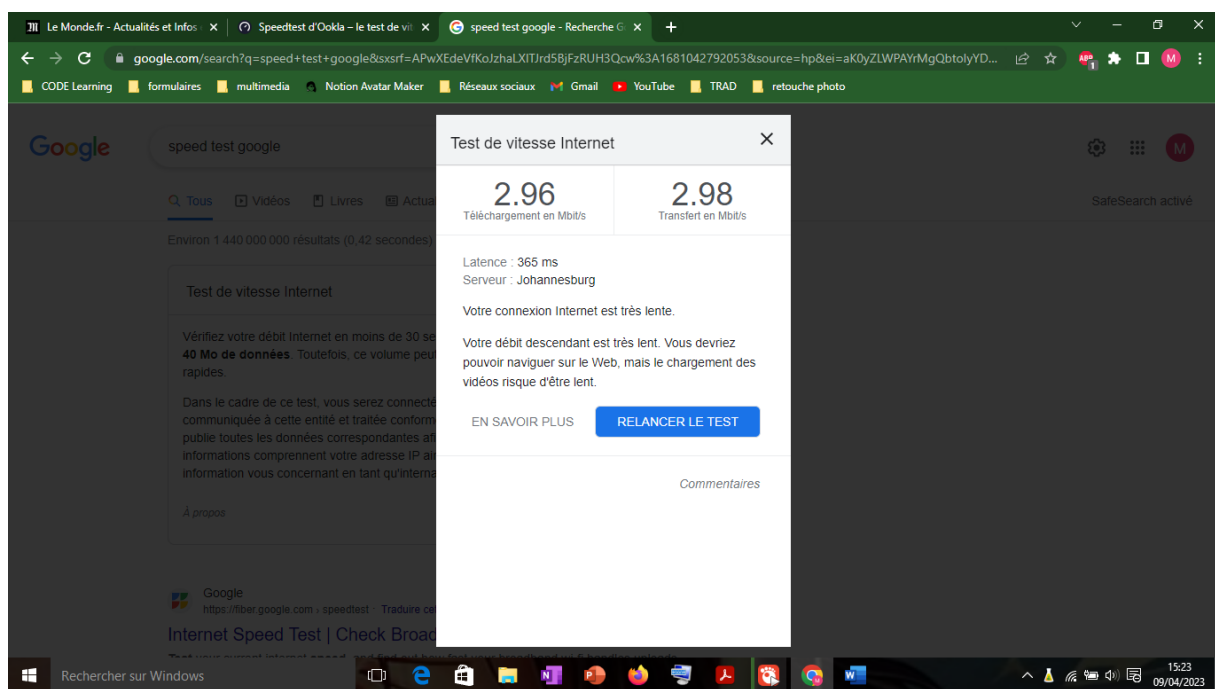 Le Monde.fr - Actualités et Infos
Speedtest d'Ookla – le test de vit
speed test google - Recherche G
google.com/search?q=speed+test+google&sxsrf=APwXEdeVfKoJzhaLXITJrd5BjFzRUH3Qcw%3A1681042792053&source=hp&ei=aK0yZLWPAYrMgQbtolyYD...
ABP
1
M
CODE Learning formulaires multimedia Notion Avatar Maker Réseaux sociaux Gmail YouTube TRAD retouche photo
Google
speed test google
M
Tous Vidéos Livres Actua
SafeSearch activé
Environ 1 440 000 000 résultats (0,42 secondes)
Test de vitesse Internet
Vérifiez votre débit Internet en moins de 30 se
40 Mo de données. Toutefois, ce volume peu
rapides.
Dans le cadre de ce test, vous serez connecté
communiquée à cette entité et traitée conform
publie toutes les données correspondantes afi
informations comprennent votre adresse IP ai
information vous concernant en tant qu'interna
À propos
Google
https://fiber.google.com › speedtest · Traduire ce
Internet Speed Test | Check Broad
Test de vitesse Internet
2.96
Téléchargement en Mbit/s
2.98
Transfert en Mbit/s
Latence : 365 ms
Serveur : Johannesburg
Votre connexion Internet est très lente.
Votre débit descendant est très lent. Vous devriez
pouvoir naviguer sur le Web, mais le chargement des
vidéos risque d'être lent.
EN SAVOIR PLUS
RELANCER LE TEST
Commentaires
Rechercher sur Windows
15:23
09/04/2023